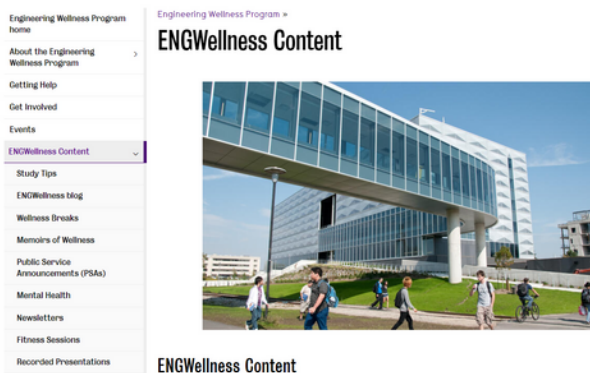 Engineering Wellness Program
home
About the Engineering
Wellness Program
Getting Help
Get Involved
Events
ENGWellness Content
Study Tips
ENGWellness blog
Wellness Breaks
Memoirs of Wellness
Public Service
Announcements (PSAs)
Mental Health
Newsletters
Fitness Sessions
Recorded Presentations
Engineering Wellness Program »
ENGWellness Content
ENGWellness Content